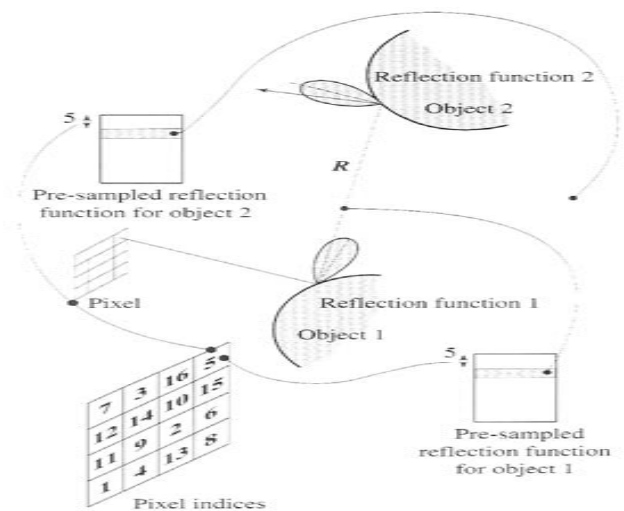 Reflection function 2
Object 2
5
Pre-sampled reflection
function for object 2
R
Pixel
Reflection function 1
Object 1
5
7 3 16 5
12 14 10 15
11 9 2 6
1 4 13 8
Pre-sampled
reflection function
for object 1
Pixel indices